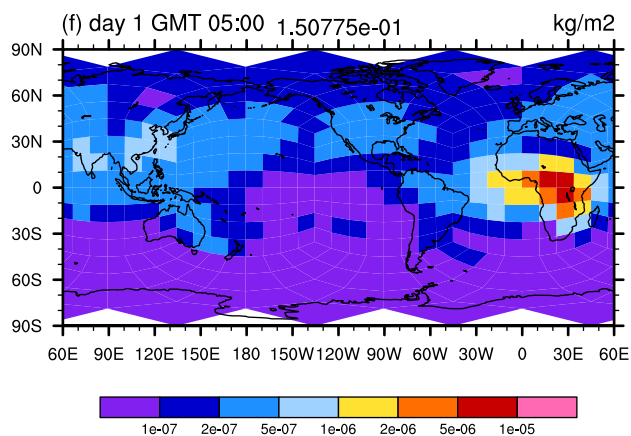 (f) day 1 GMT 05:00 1.50775e-01 kg/m2
90N
60N
30N
0
30S
60S
90S
60E 90E 120E 150E 180 150W 120W 90W 60W 30W 0 30E 60E
1e-07 2e-07 5e-07 1e-06 2e-06 5e-06 1e-05